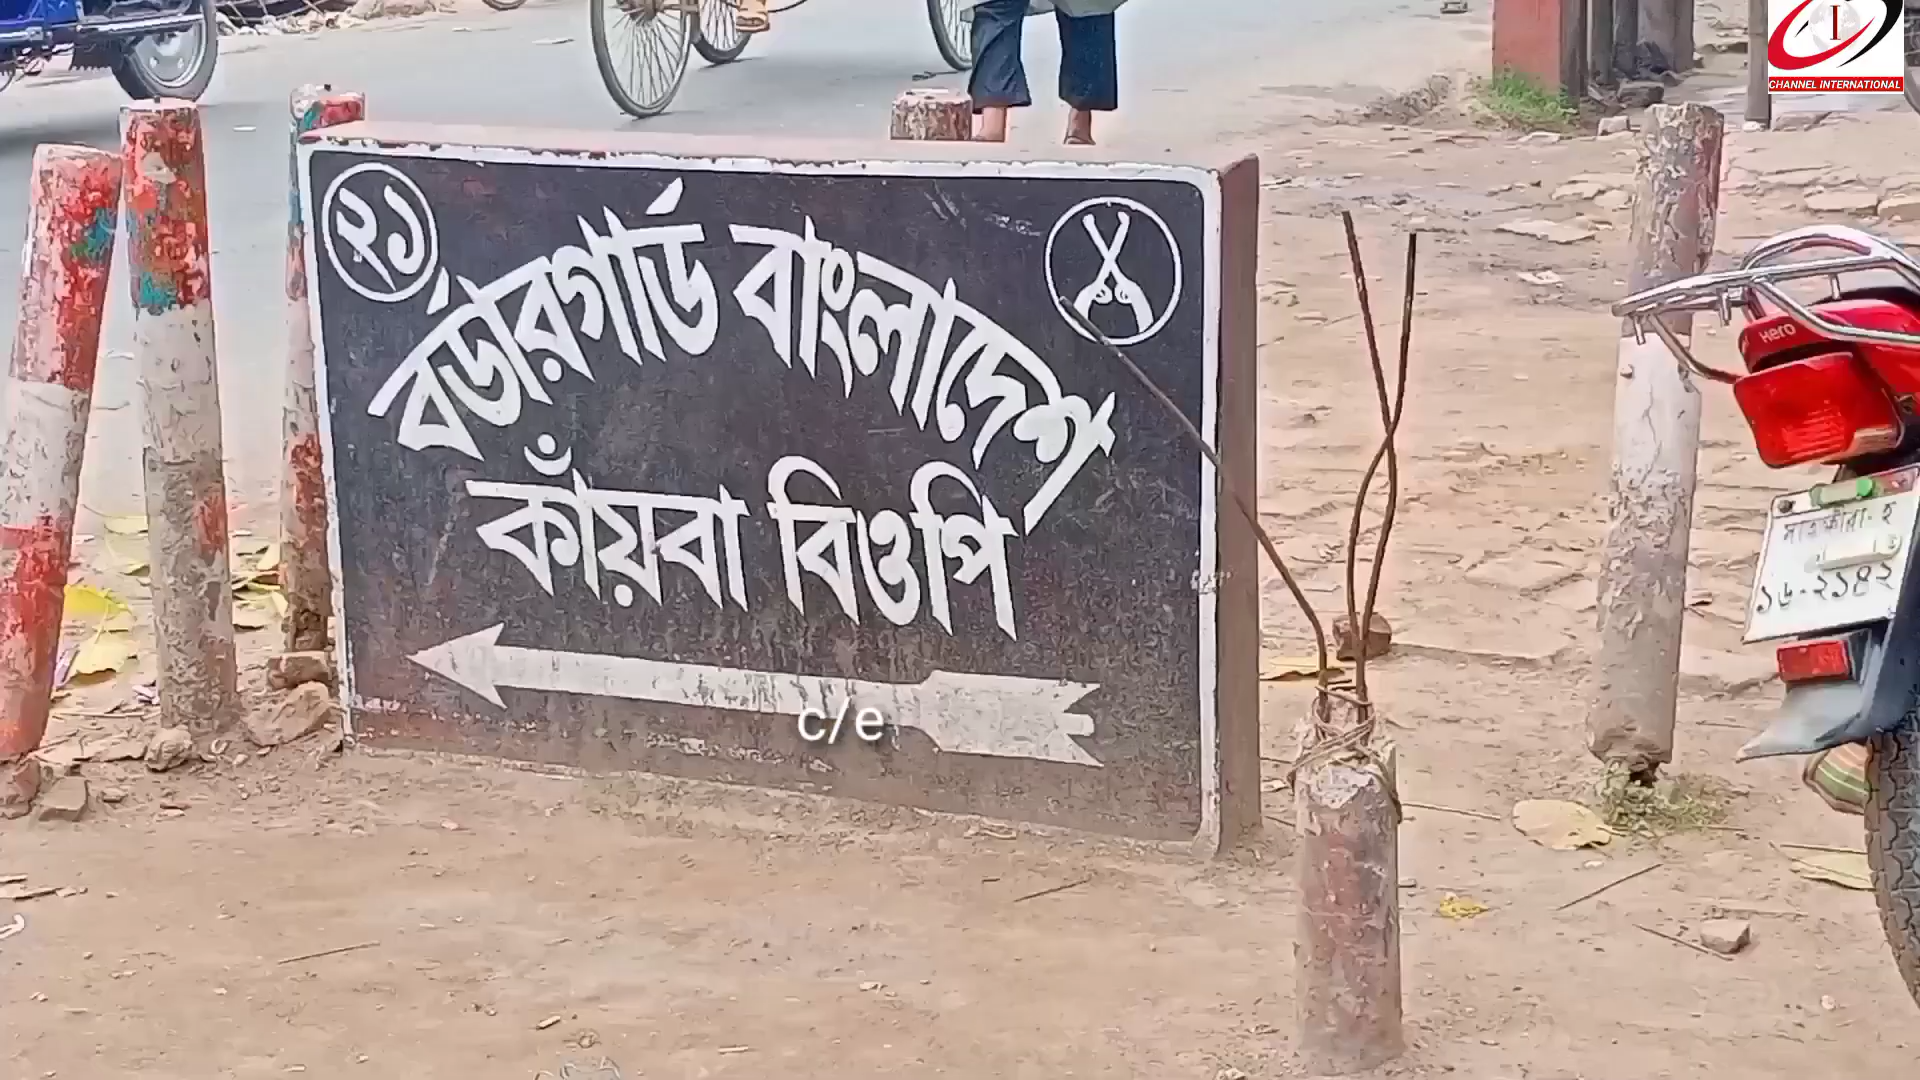 I
CHANNEL INTERNATIONAL
২১
বর্ডারগার্ড বাংলাদেশ
কাঁয়বা বিওপি
c/e
Hero
সাতক্ষীরা-হ
১৬-২১৪২